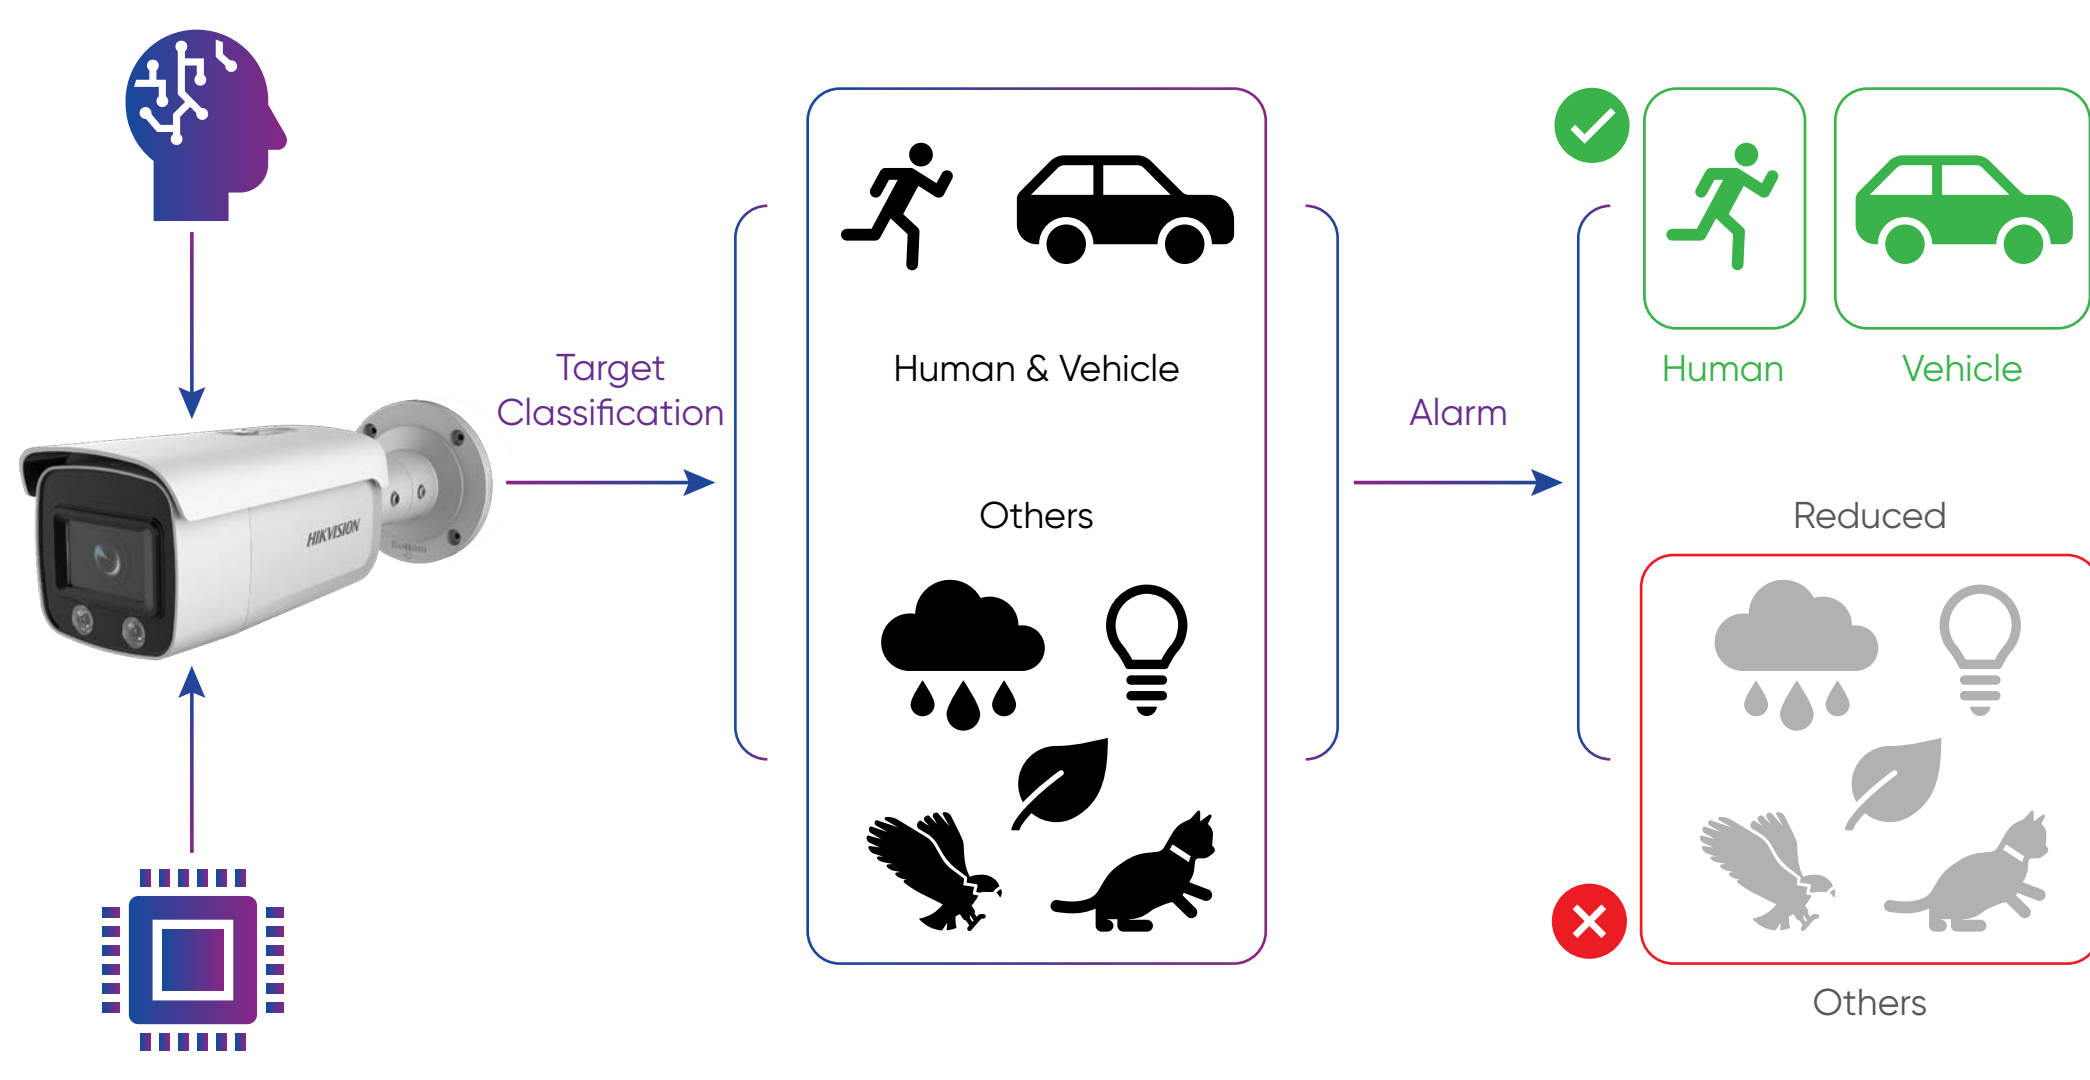 Target
Classification
Human & Vehicle
Others
Alarm
Human
Vehicle
Reduced
Others
HIKVISION